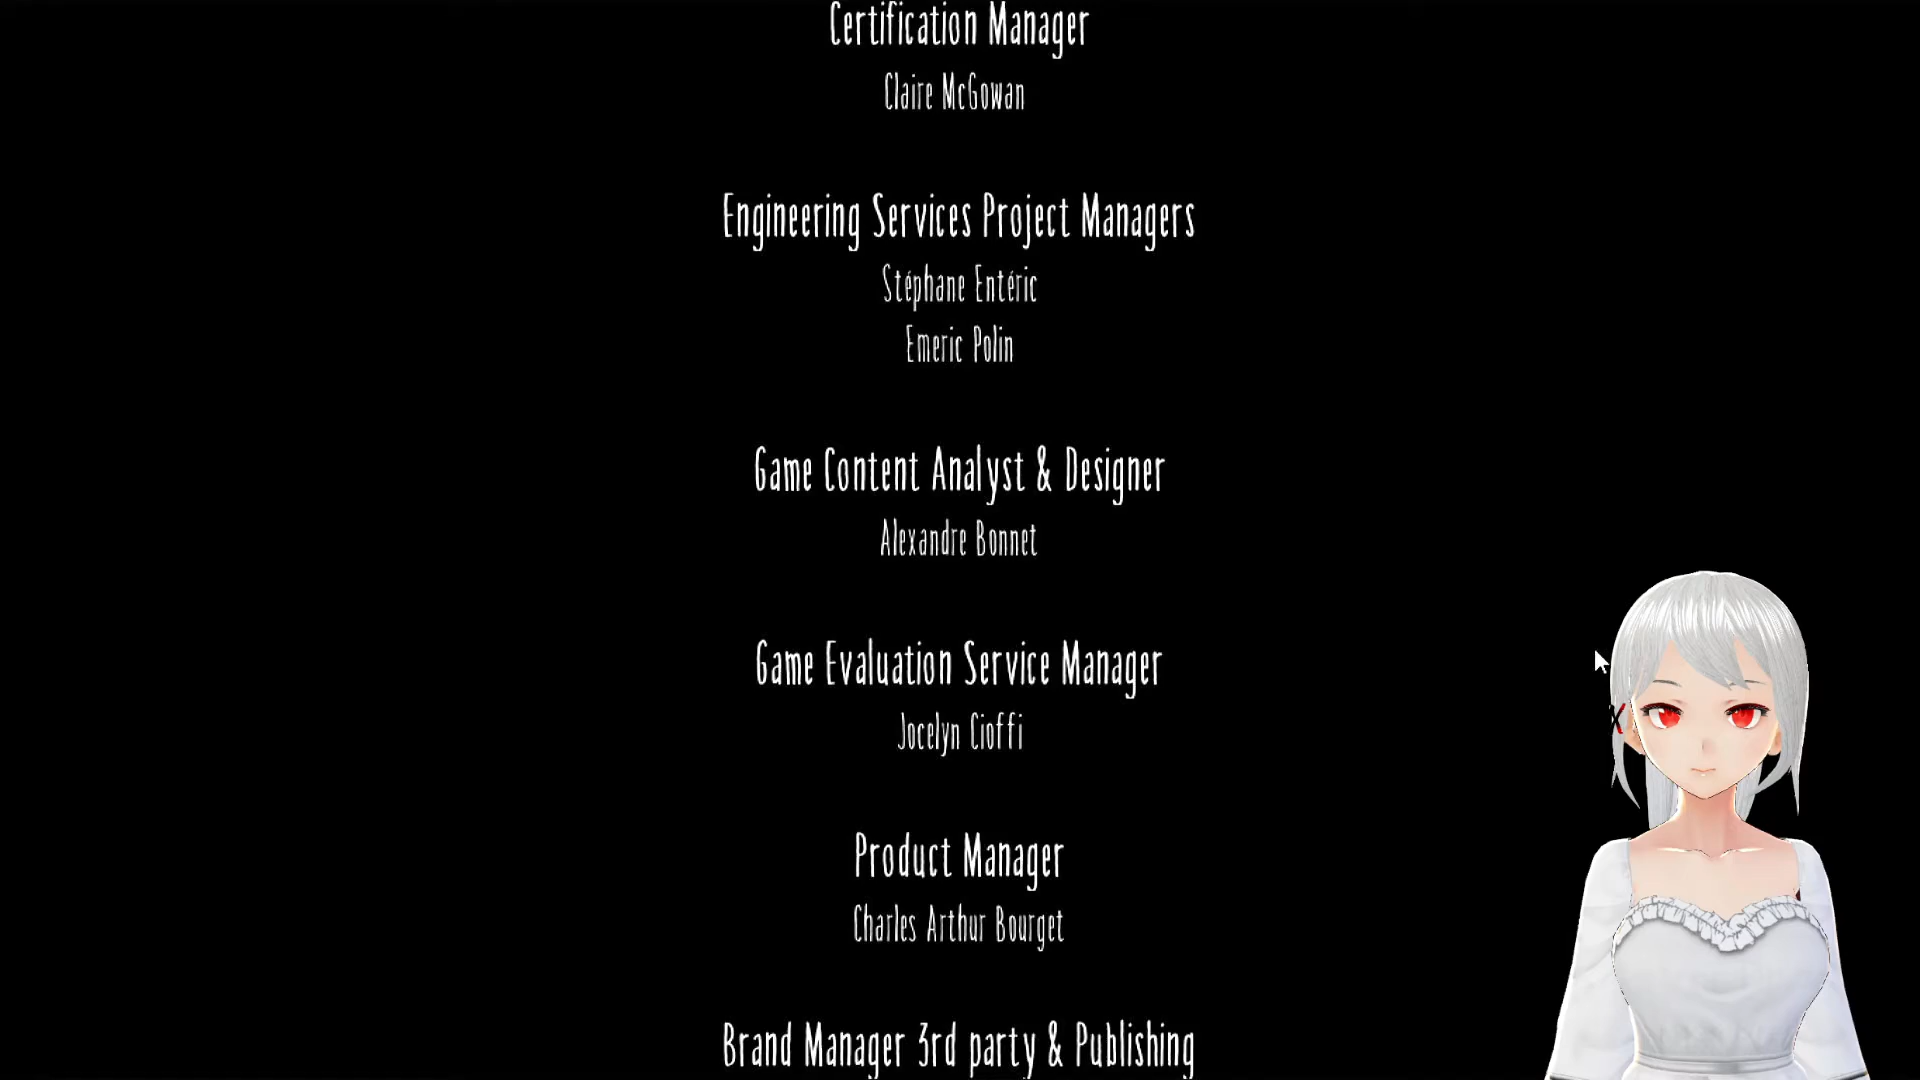 Certification Manager
Claire McGowan
Engineering Services Project Managers
Stéphane Entéric
Emeric Polin
Game Content Analyst & Designer
Alexandre Bonnet
Game Evaluation Service Manager
Jocelyn Cioffi
Product Manager
Charles Arthur Bourget
Brand Manager 3rd party & Publishing